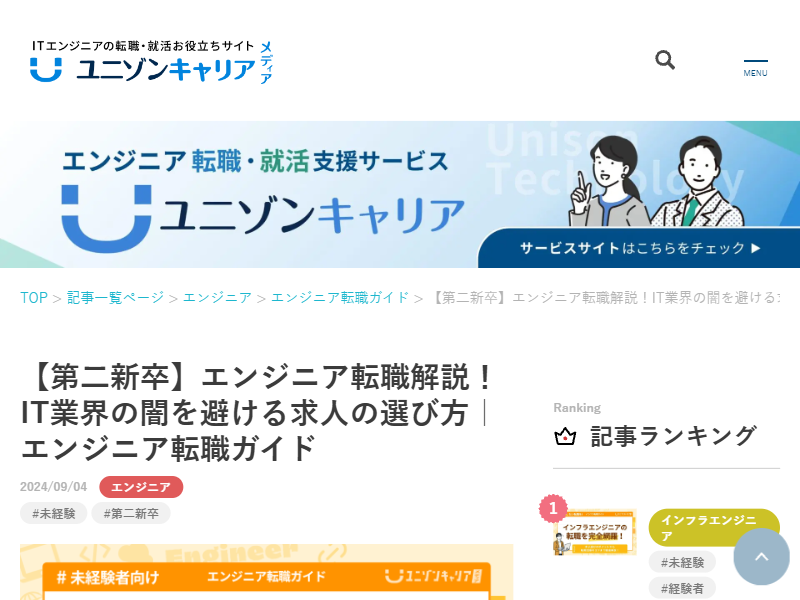 ITエンジニアの転職・就活お役立ちサイト
ユニゾンキャリア
メディア
MENU
Unison
Technology
エンジニア 転職・就活 支援サービス
ユニゾンキャリア
サービスサイトはこちらをチェック ▶
TOP > 記事一覧ページ > エンジニア > エンジニア転職ガイド > 【第二新卒】エンジニア転職解説！IT業界の闇を避ける
【第二新卒】エンジニア転職解説！
IT業界の闇を避ける求人の選び方｜
エンジニア転職ガイド
2024/09/04 エンジニア
#未経験 #第二新卒
Engineer
# 未経験者向け エンジニア転職ガイド ユニゾンキャリア
Ranking
記事ランキング
1
インフラエンジニアの
転職を完全網羅！
インフラエンジニ
ア
#未経験
#経験者